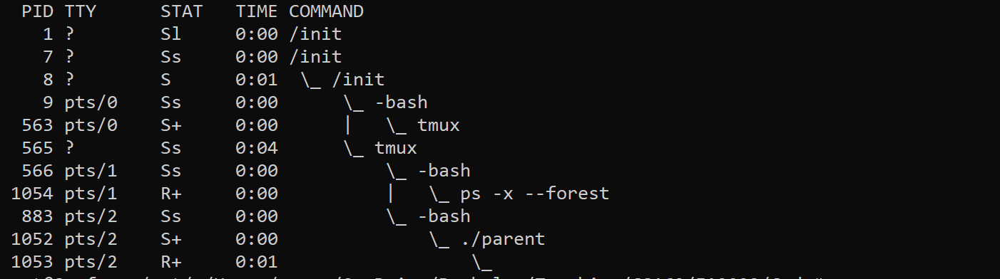 PID TTY      STAT   TIME COMMAND
    1 ?        Sl     0:00 /init
    7 ?        Ss     0:00 /init
    8 ?        S      0:01  \_ /init
    9 pts/0    Ss     0:00      \_ -bash
  563 pts/0    S+     0:00      |   \_ tmux
  565 ?        Ss     0:04      \_ tmux
  566 pts/1    Ss     0:00          \_ -bash
 1054 pts/1    R+     0:00          |   \_ ps -x --forest
  883 pts/2    Ss     0:00          \_ -bash
 1052 pts/2    S+     0:00              \_ ./parent
 1053 pts/2    R+     0:01                  \_